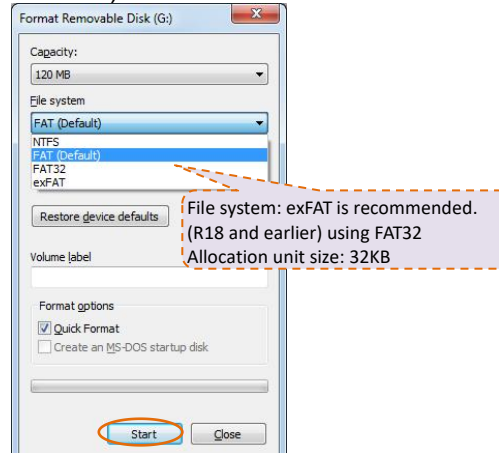 Format Removable Disk (G:)
Capacity:
120 MB
File system
FAT (Default)
NTFS
FAT (Default)
FAT32
exFAT
File system: exFAT is recommended.
(R18 and earlier) using FAT32
Allocation unit size: 32KB
Restore device defaults
Volume label
Format options
Quick Format
Create an MS-DOS startup disk
Start
Close